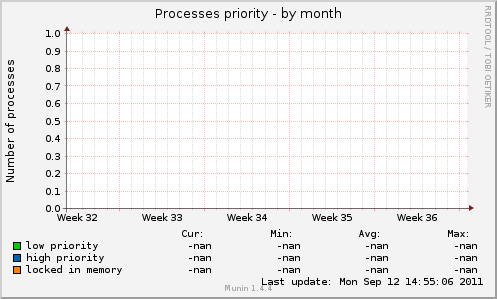 Processes priority - by month
RRDTOOL / TOBI OETIKER
Number of processes
1.0
0.9
0.8
0.7
0.6
0.5
0.4
0.3
0.2
0.1
0.0
Week 32 Week 33 Week 34 Week 35 Week 36
Cur: Min: Avg: Max:
low priority -nan -nan -nan -nan
high priority -nan -nan -nan -nan
locked in memory -nan -nan -nan -nan
Last update: Mon Sep 12 14:55:06 2011
Munin 1.4.4